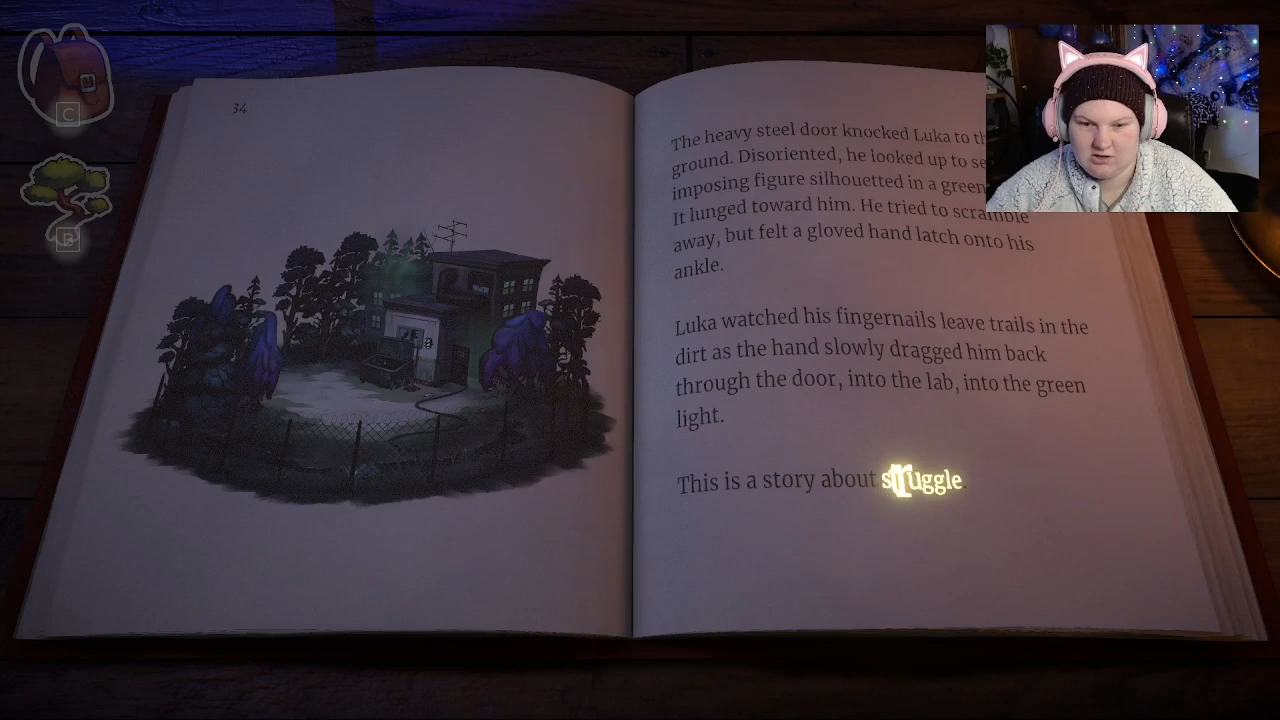 34
The heavy steel door knocked Luka to
ground. Disoriented, he looked up to
imposing figure silhouetted in a green
It lunged toward him. He tried to scramble
away, but felt a gloved hand latch onto his
ankle.
Luka watched his fingernails leave trails in the
dirt as the hand slowly dragged him back
through the door, into the lab, into the green
light.
This is a story about struggle.
C
B